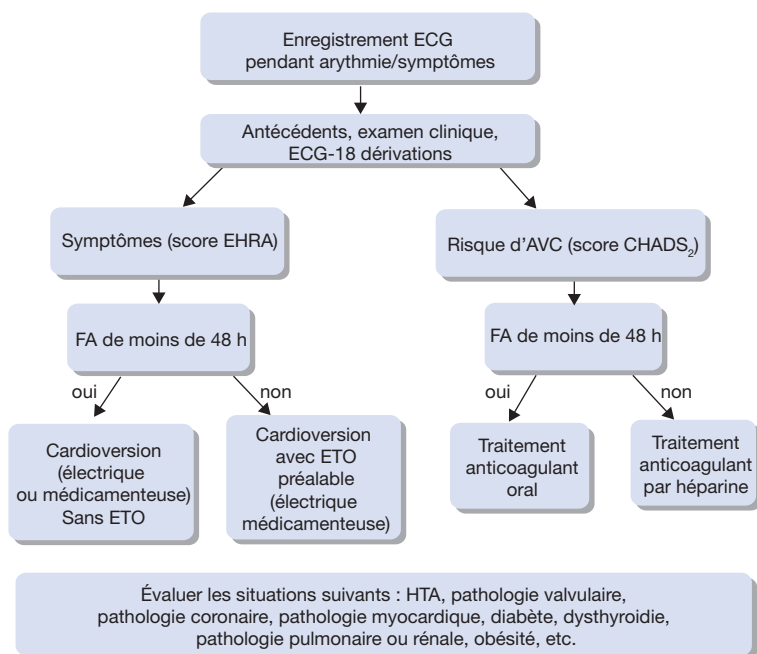 Enregistrement ECG
pendant arythmie/symptômes
Antécédents, examen clinique,
ECG-18 dérivations
Symptômes (score EHRA)
Risque d'AVC (score CHADS₂)
FA de moins de 48 h
FA de moins de 48 h
oui
non
oui
non
Cardioversion
(électrique
ou médicamenteuse)
Sans ETO
Cardioversion
avec ETO
préalable
(électrique
médicamenteuse)
Traitement
anticoagulant
oral
Traitement
anticoagulant
par héparine
Évaluer les situations suivants : HTA, pathologie valvulaire,
pathologie coronaire, pathologie myocardique, diabète, dysthyroidie,
pathologie pulmonaire ou rénale, obésité, etc.